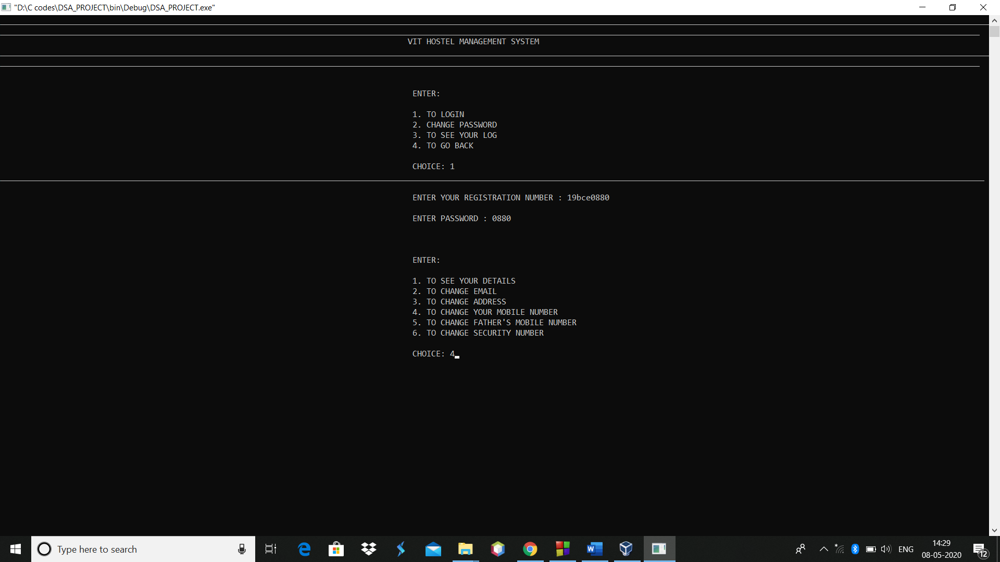 "D:\C codes\DSA_PROJECT\bin\Debug\DSA_PROJECT.exe"
VIT HOSTEL MANAGEMENT SYSTEM
ENTER:
1. TO LOGIN
2. CHANGE PASSWORD
3. TO SEE YOUR LOG
4. TO GO BACK
CHOICE: 1
ENTER YOUR REGISTRATION NUMBER : 19bce0880
ENTER PASSWORD : 0880
ENTER:
1. TO SEE YOUR DETAILS
2. TO CHANGE EMAIL
3. TO CHANGE ADDRESS
4. TO CHANGE YOUR MOBILE NUMBER
5. TO CHANGE FATHER'S MOBILE NUMBER
6. TO CHANGE SECURITY NUMBER
CHOICE: 4
Type here to search
ENG
14:29
08-05-2020
12